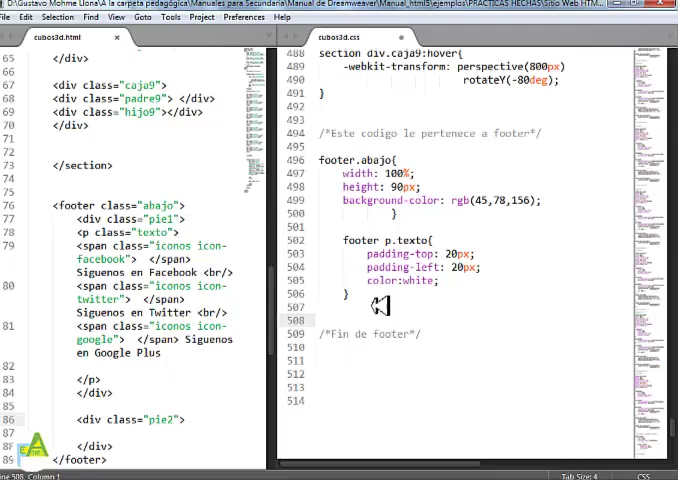 D:\Gustavo Mohme Llona\A la carpeta pedagógica\Manuales para Secundaria\Manual de Dreamweaver\Manual_html5\ejemplos\PRACTICAS HECHAS\Sitio Web HTM...
File Edit Selection Find View Goto Tools Project Preferences Help
cubos3d.html ×
65 </div>
66
67 <div class="caja9">
68 <div class="padre9"> </div>
69 <div class="hijo9"></div>
70 </div>
71
72
73 </section>
74
75
76 <footer class="abajo">
77 <div class="pie1">
78 <p class="texto">
79 <span class="iconos icon-
facebook"> </span>
Siguenos en Facebook <br/>
80 <span class="iconos icon-
twitter"> </span>
Siguenos en Twitter <br/>
81 <span class="iconos icon-
google"> </span> Siguenos
en Google Plus
82
83 </p>
84 </div>
85
86 <div class="pie2">
87
88 </div>
89 </footer>
cubos3d.css
488 section div.caja9:hover{
489 -webkit-transform: perspective(800px)
490 rotateY(-80deg);
491 }
492
493
494 /*Este codigo le pertenece a footer*/
495
496 footer.abajo{
497 width: 100%;
498 height: 90px;
499 background-color: rgb(45,78,156);
500 }
501
502 footer p.texto{
503 padding-top: 20px;
504 padding-left: 20px;
505 color:white;
506 }
507
508
509 /*Fin de footer*/
510
511
512
513
514
Line 508, Column 1
Tab Size: 4 CSS